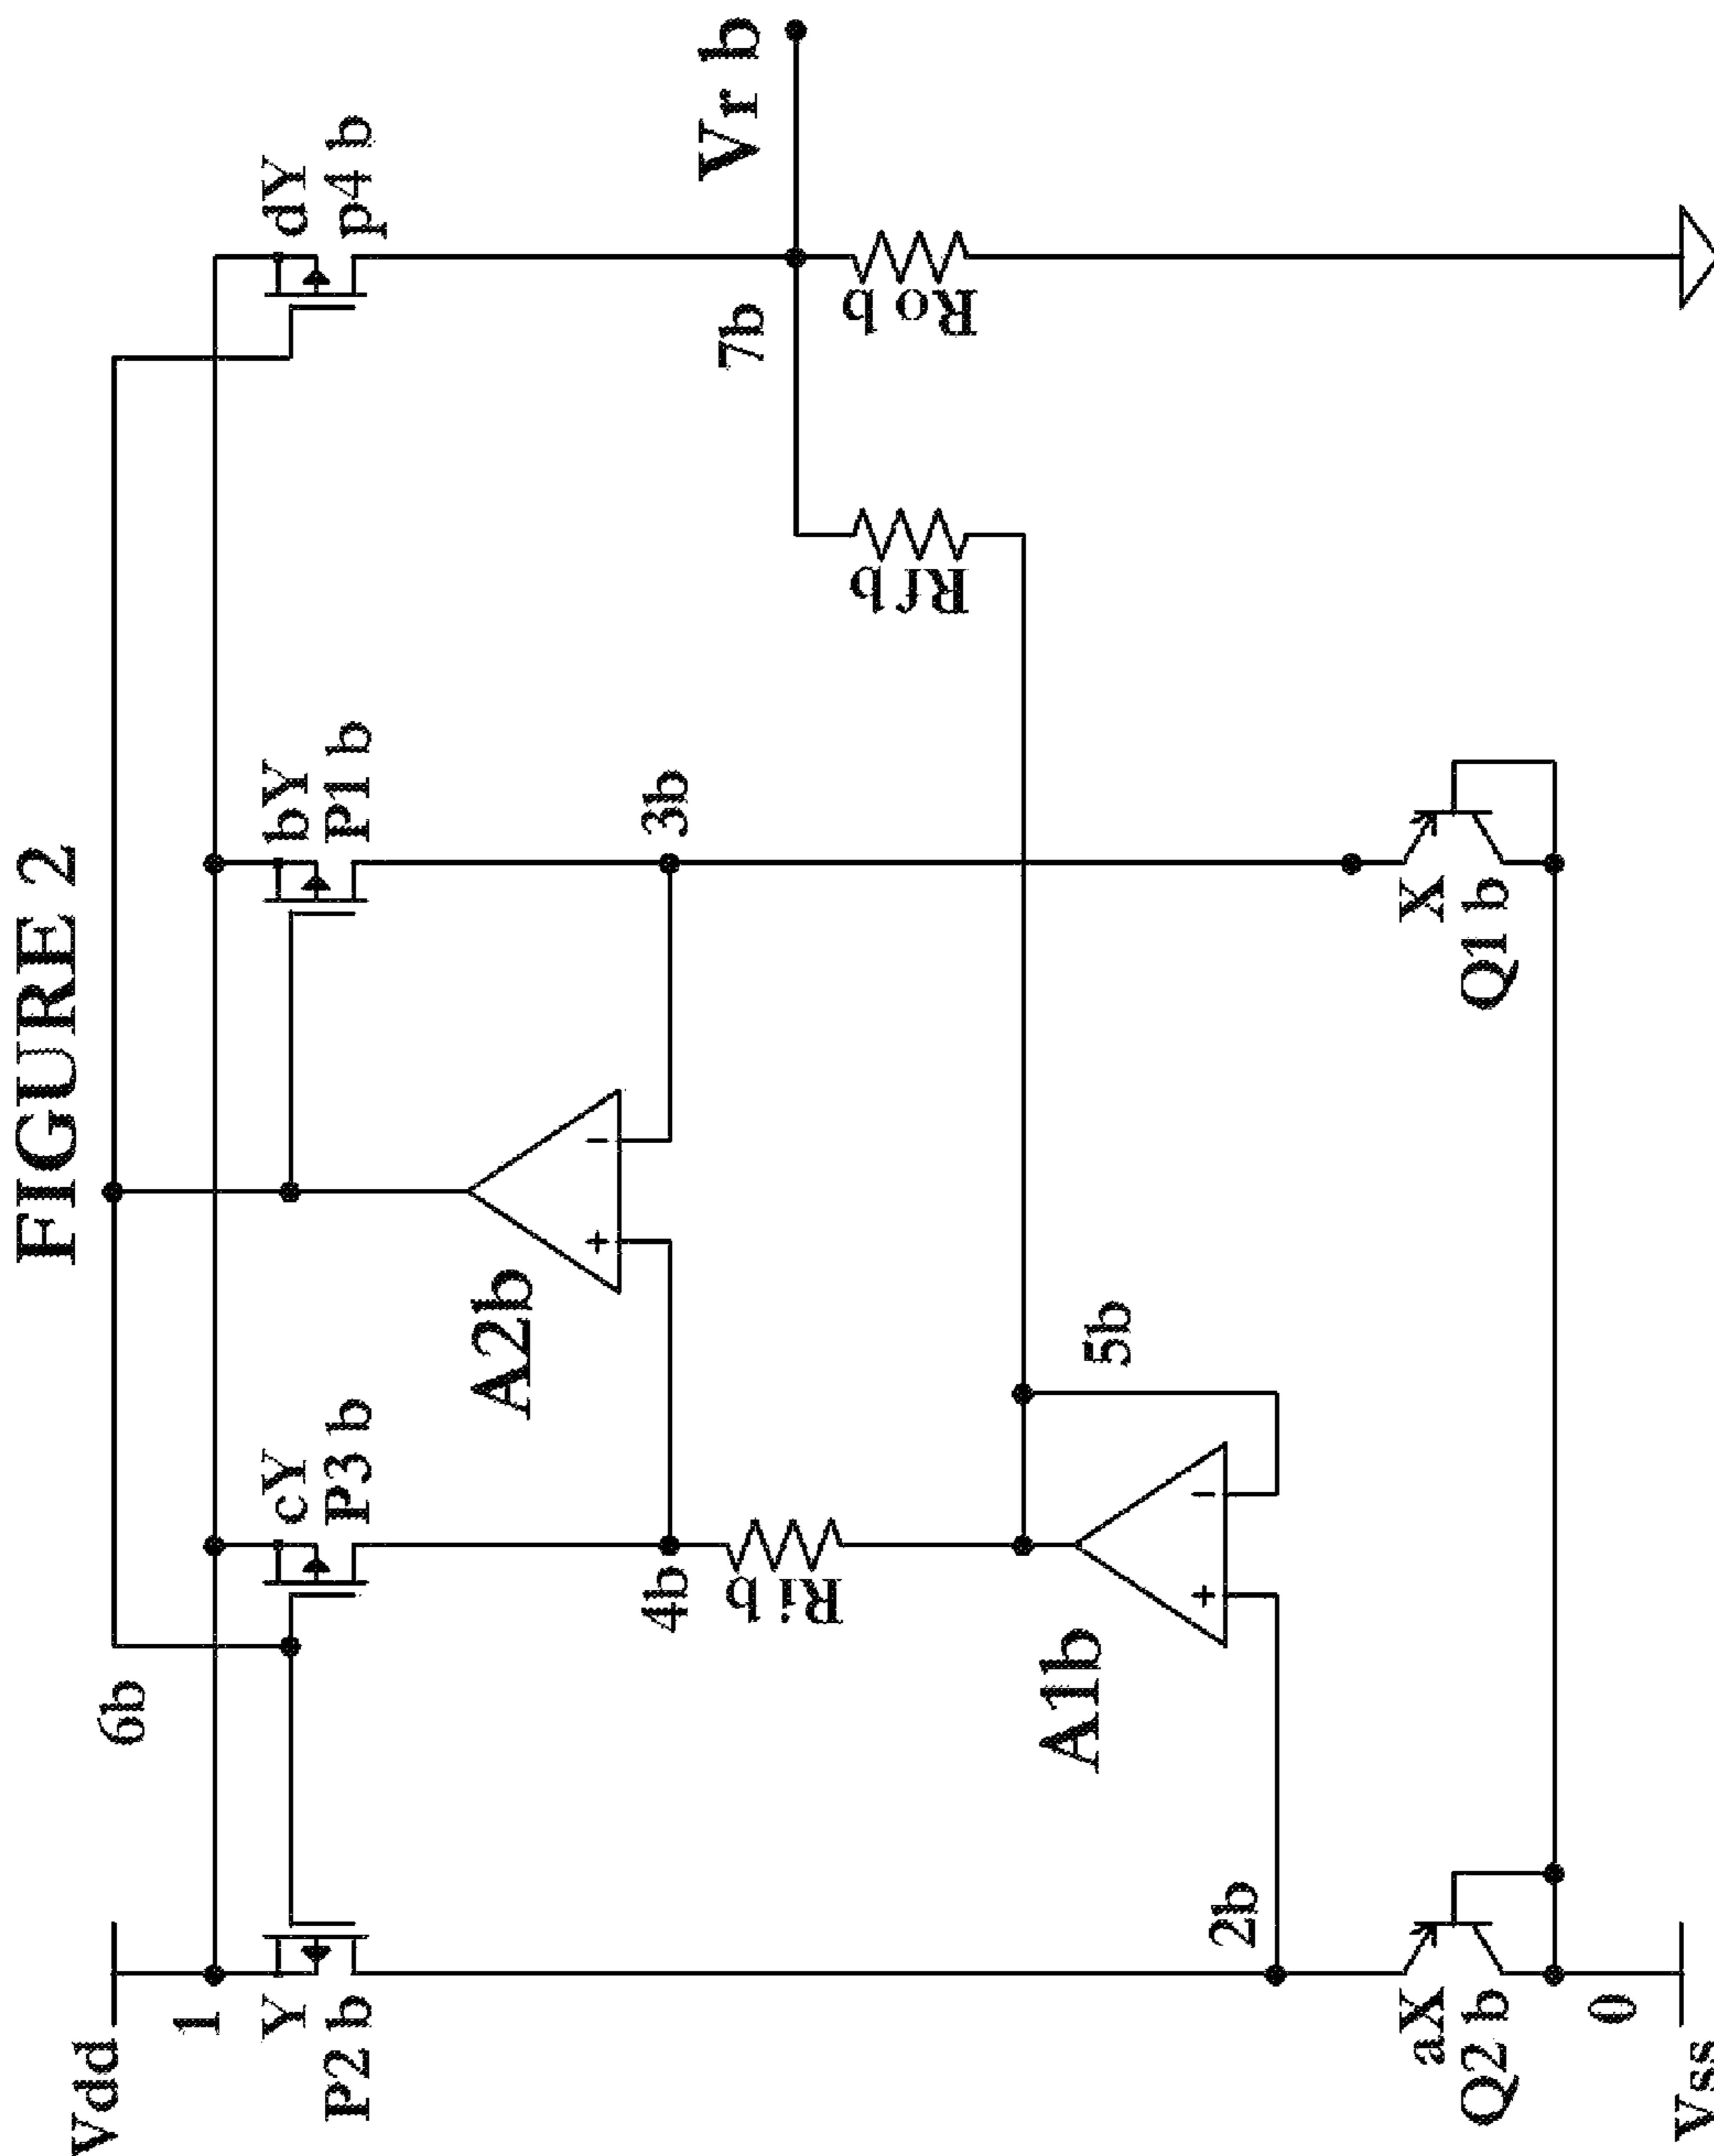 FIGURE 2
Vdd
1
6b
Y
P2 b
cY
P3 b
bY
P1 b
dY
p4 b
A2b
4b
3b
7b
Vr b
Ri b
Rf b
Ro b
A1b
5b
2b
aX
Q2 b
X
Q1 b
0
Vss
+
-
+
-